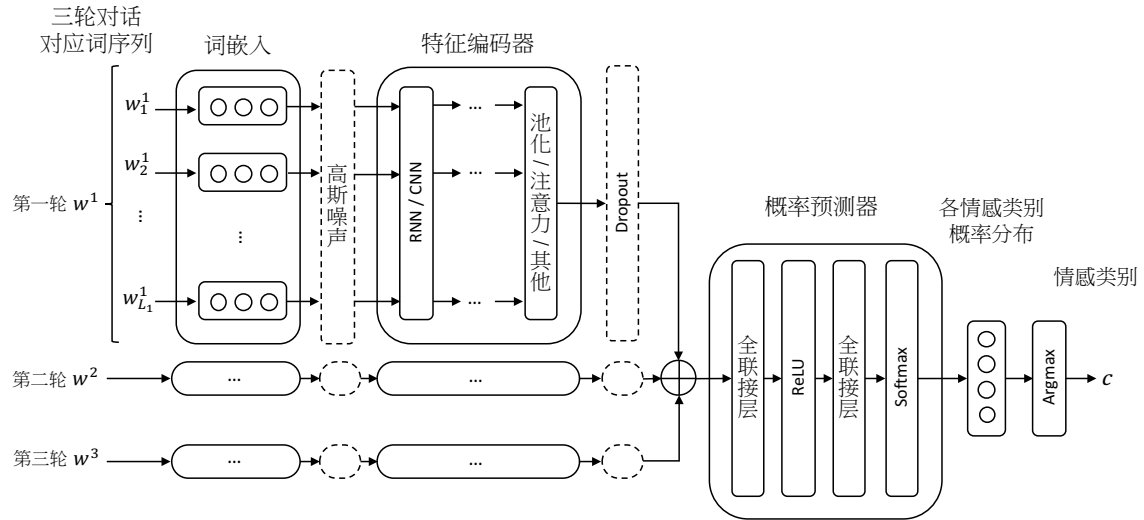 三轮对话
对应词序列
词嵌入
特征编码器
第一轮 w^1
w_1^1
w_2^1
...
w_{L_1}^1
...
高斯噪声
RNN / CNN
...
...
...
池化 / 注意力 / 其他
Dropout
概率预测器
各情感类别
概率分布
情感类别
全联接层
ReLU
全联接层
Softmax
Argmax
c
第二轮 w^2
...
...
第三轮 w^3
...
...